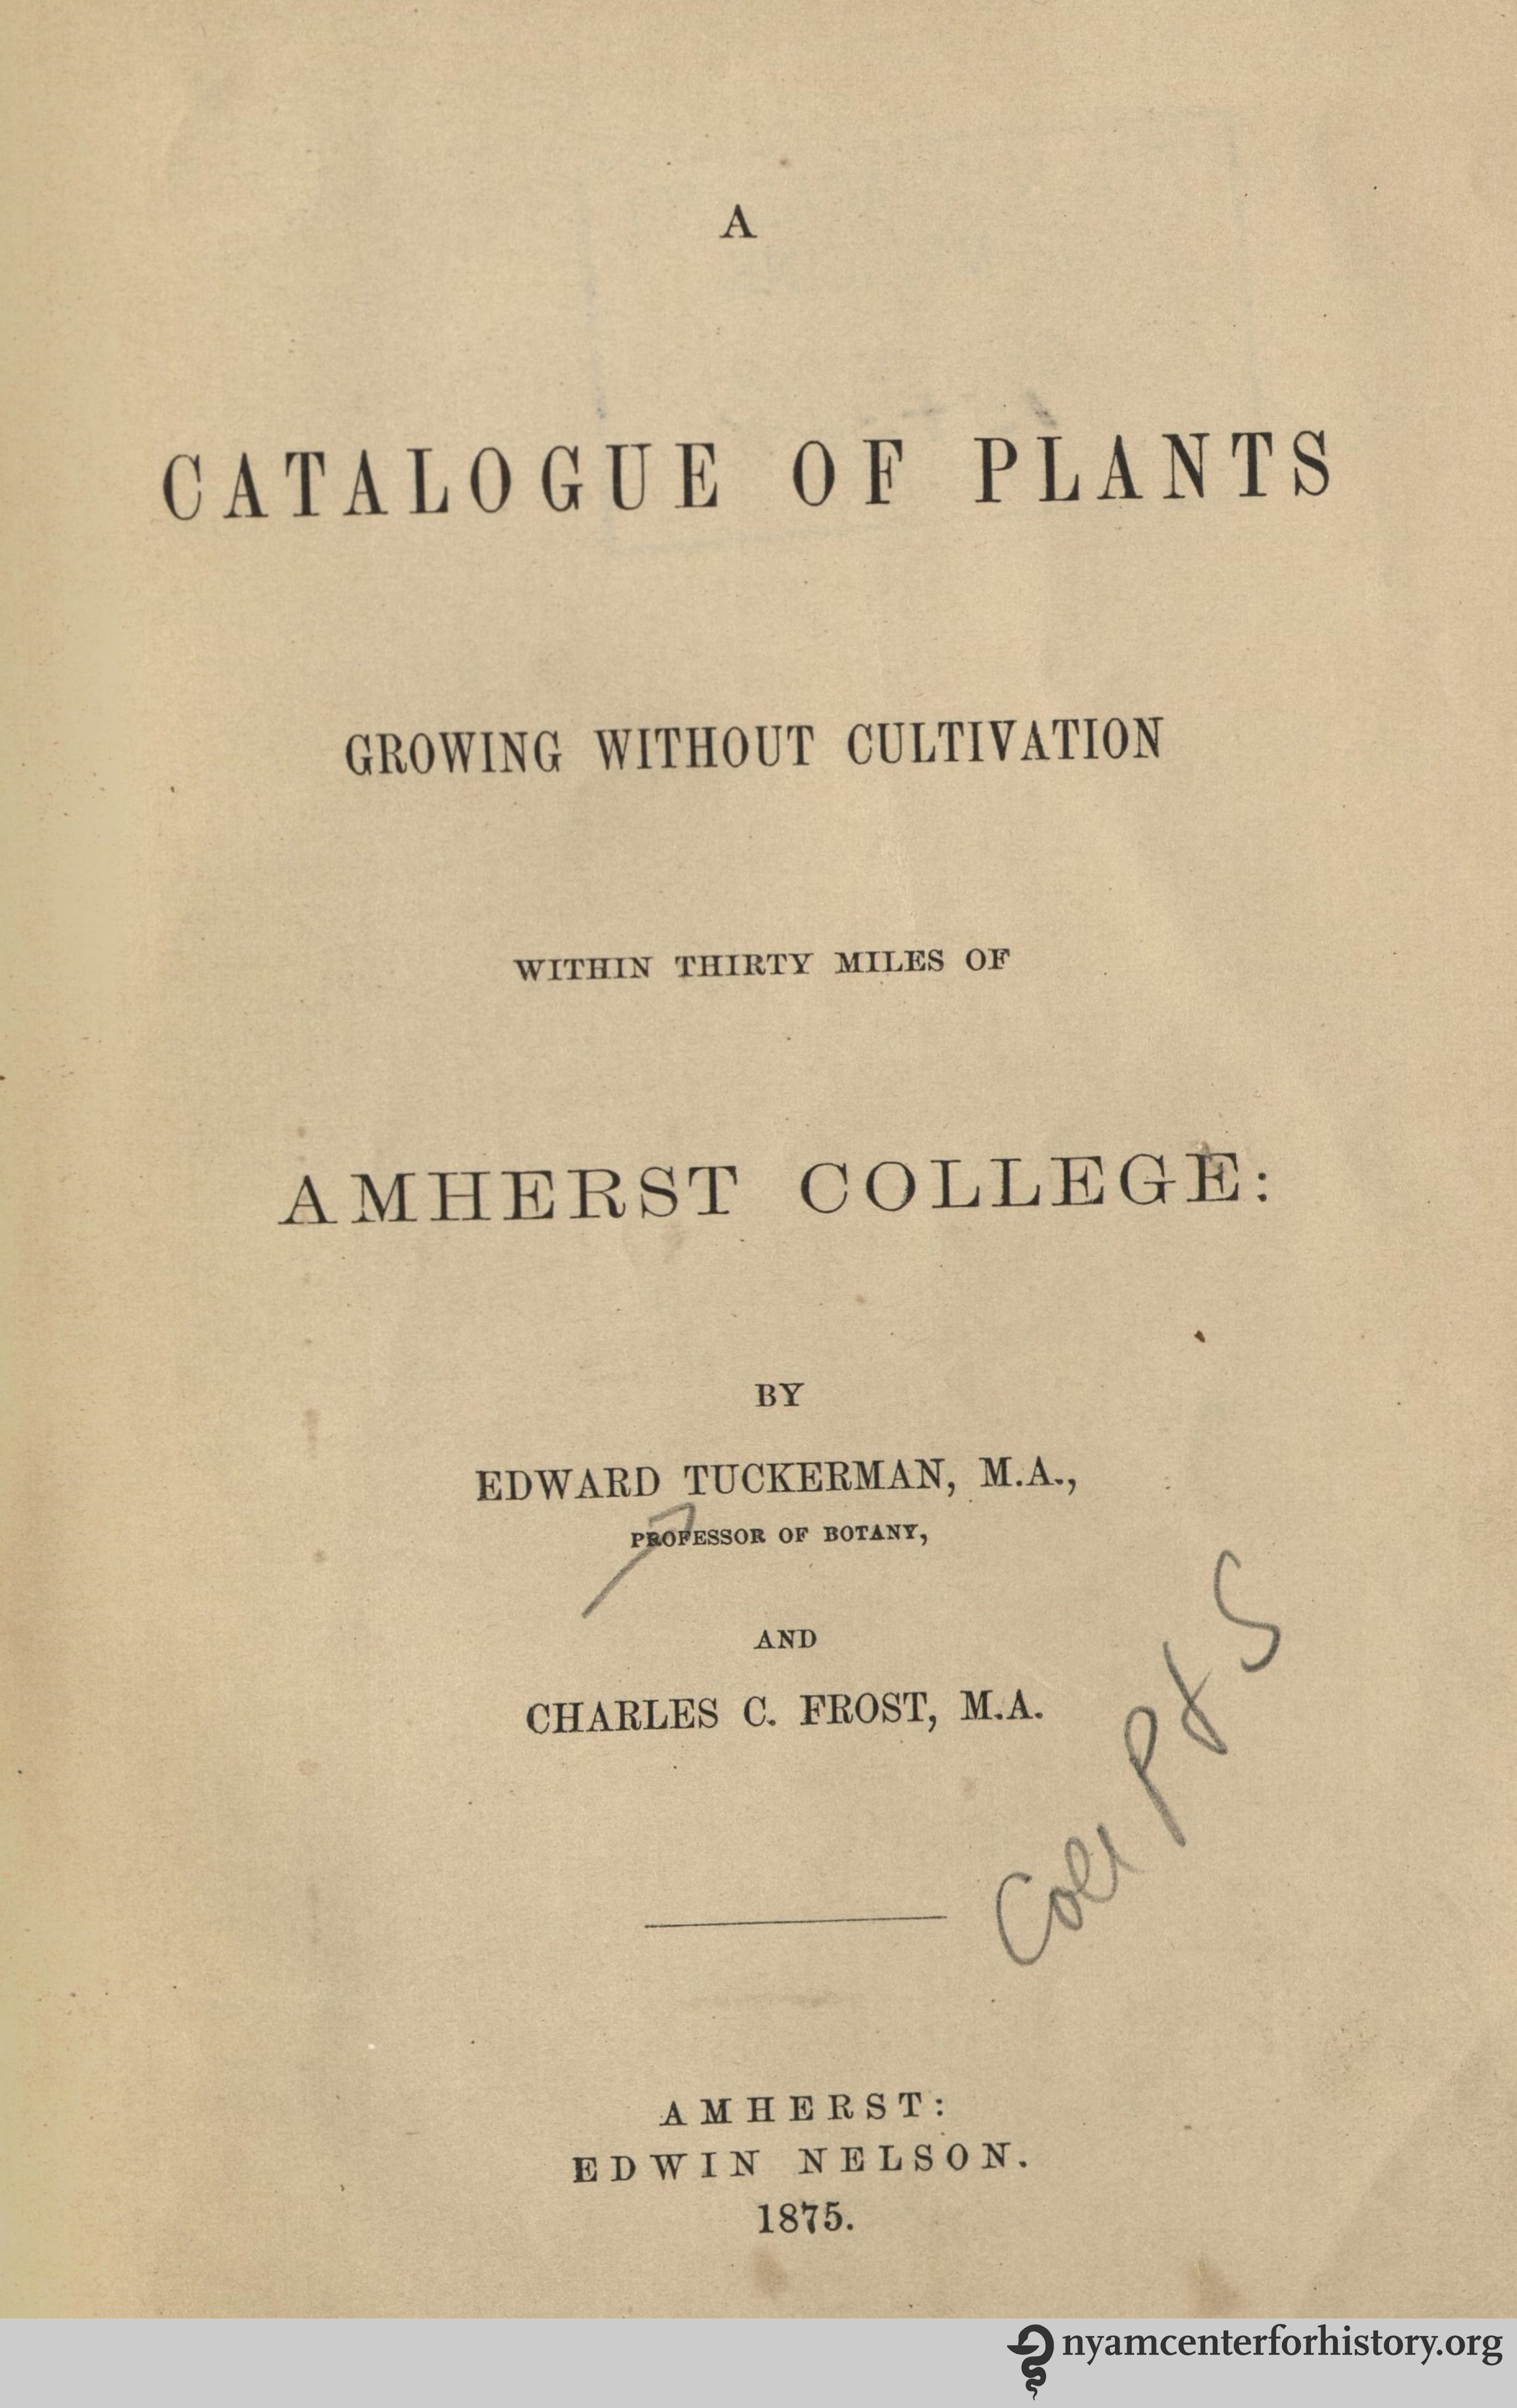 A
CATALOGUE OF PLANTS
GROWING WITHOUT CULTIVATION
WITHIN THIRTY MILES OF
AMHERST COLLEGE:
BY
EDWARD TUCKERMAN, M.A.,
PROFESSOR OF BOTANY,
AND
CHARLES C. FROST, M.A.
Coll P & S
AMHERST:
EDWIN NELSON.
1875.
nyamcenterforhistory.org